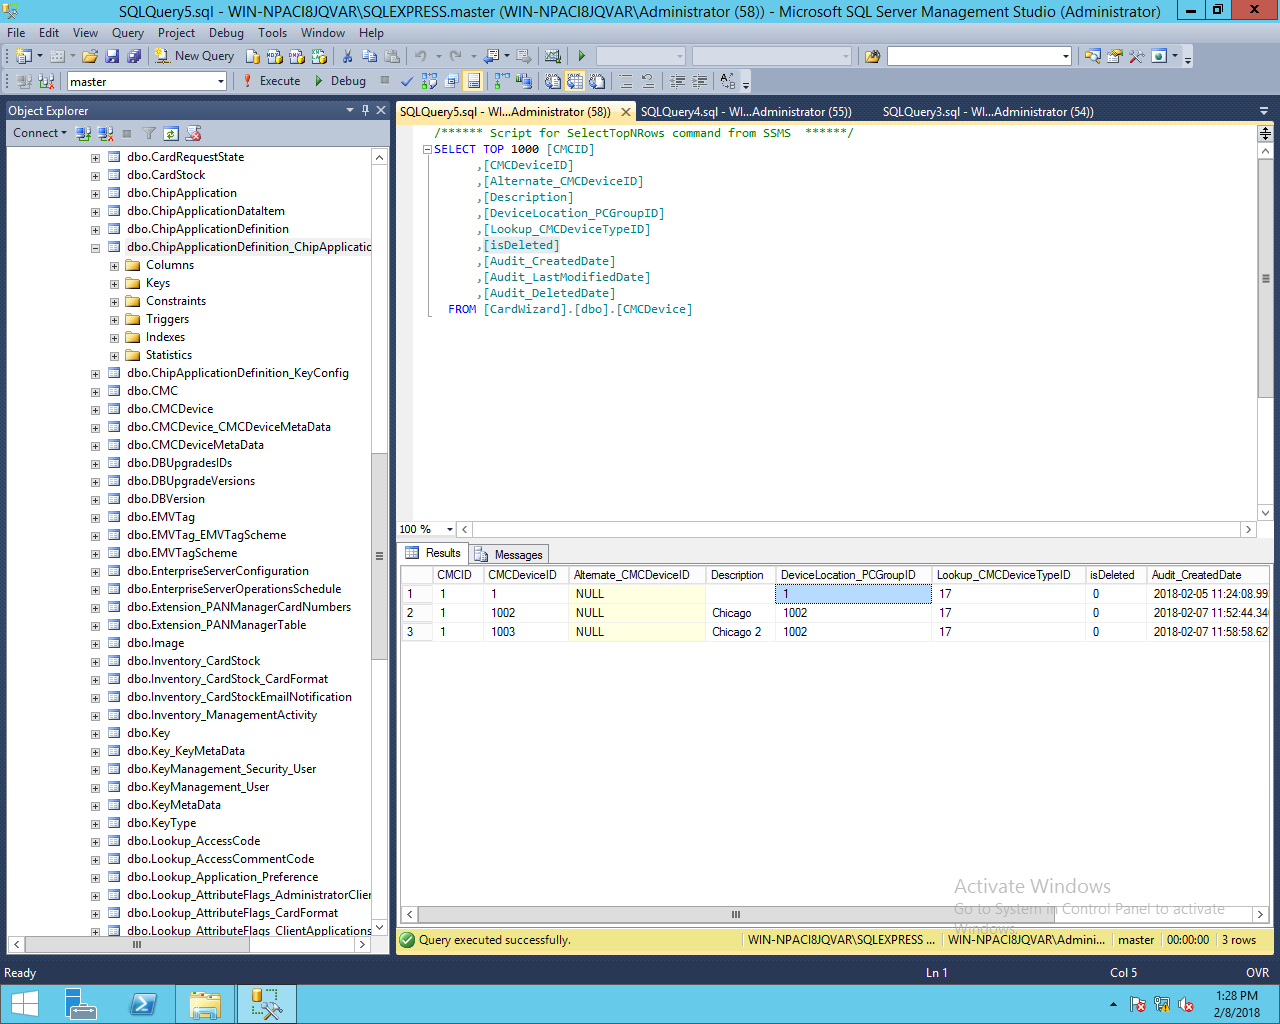 SQLQuery5.sql - WIN-NPACI8JQVAR\SQLEXPRESS.master (WIN-NPACI8JQVAR\Administrator (58)) - Microsoft SQL Server Management Studio (Administrator)
File Edit View Query Project Debug Tools Window Help
New Query
master Execute Debug
Object Explorer
Connect
dbo.CardRequestState
dbo.CardStock
dbo.ChipApplication
dbo.ChipApplicationDataItem
dbo.ChipApplicationDefinition
dbo.ChipApplicationDefinition_ChipApplicatic
Columns
Keys
Constraints
Triggers
Indexes
Statistics
dbo.ChipApplicationDefinition_KeyConfig
dbo.CMC
dbo.CMCDevice
dbo.CMCDevice_CMCDeviceMetaData
dbo.CMCDeviceMetaData
dbo.DBUpgradesIDs
dbo.DBUpgradeVersions
dbo.DBVersion
dbo.EMVTag
dbo.EMVTag_EMVTagScheme
dbo.EMVTagScheme
dbo.EnterpriseServerConfiguration
dbo.EnterpriseServerOperationsSchedule
dbo.Extension_PANManagerCardNumbers
dbo.Extension_PANManagerTable
dbo.Image
dbo.Inventory_CardStock
dbo.Inventory_CardStock_CardFormat
dbo.Inventory_CardStockEmailNotification
dbo.Inventory_ManagementActivity
dbo.Key
dbo.Key_KeyMetaData
dbo.KeyManagement_Security_User
dbo.KeyManagement_User
dbo.KeyMetaData
dbo.KeyType
dbo.Lookup_AccessCode
dbo.Lookup_AccessCommentCode
dbo.Lookup_Application_Preference
dbo.Lookup_AttributeFlags_AdministratorClier
dbo.Lookup_AttributeFlags_CardFormat
dbo.Lookup_AttributeFlags_ClientApplications
SQLQuery5.sql - WI...Administrator (58)) SQLQuery4.sql - WI...Administrator (55)) SQLQuery3.sql - WI...Administrator (54))
/****** Script for SelectTopNRows command from SSMS ******/
SELECT TOP 1000 [CMCID]
,[CMCDeviceID]
,[Alternate_CMCDeviceID]
,[Description]
,[DeviceLocation_PCGroupID]
,[Lookup_CMCDeviceTypeID]
,[isDeleted]
,[Audit_CreatedDate]
,[Audit_LastModifiedDate]
,[Audit_DeletedDate]
FROM [CardWizard].[dbo].[CMCDevice]
100 %
Results Messages
CMCID CMCDeviceID Alternate_CMCDeviceID Description DeviceLocation_PCGroupID Lookup_CMCDeviceTypeID isDeleted Audit_CreatedDate
1 1 1 NULL 1 17 0 2018-02-05 11:24:08.99
2 1 1002 NULL Chicago 1002 17 0 2018-02-07 11:52:44.34
3 1 1003 NULL Chicago 2 1002 17 0 2018-02-07 11:58:58.62
Activate Windows
Go to System in Control Panel to activate
Windows.
Query executed successfully. WIN-NPACI8JQVAR\SQLEXPRESS ... WIN-NPACI8JQVAR\Admini... master 00:00:00 3 rows
Ready Ln 1 Col 5 OVR
1:28 PM
2/8/2018